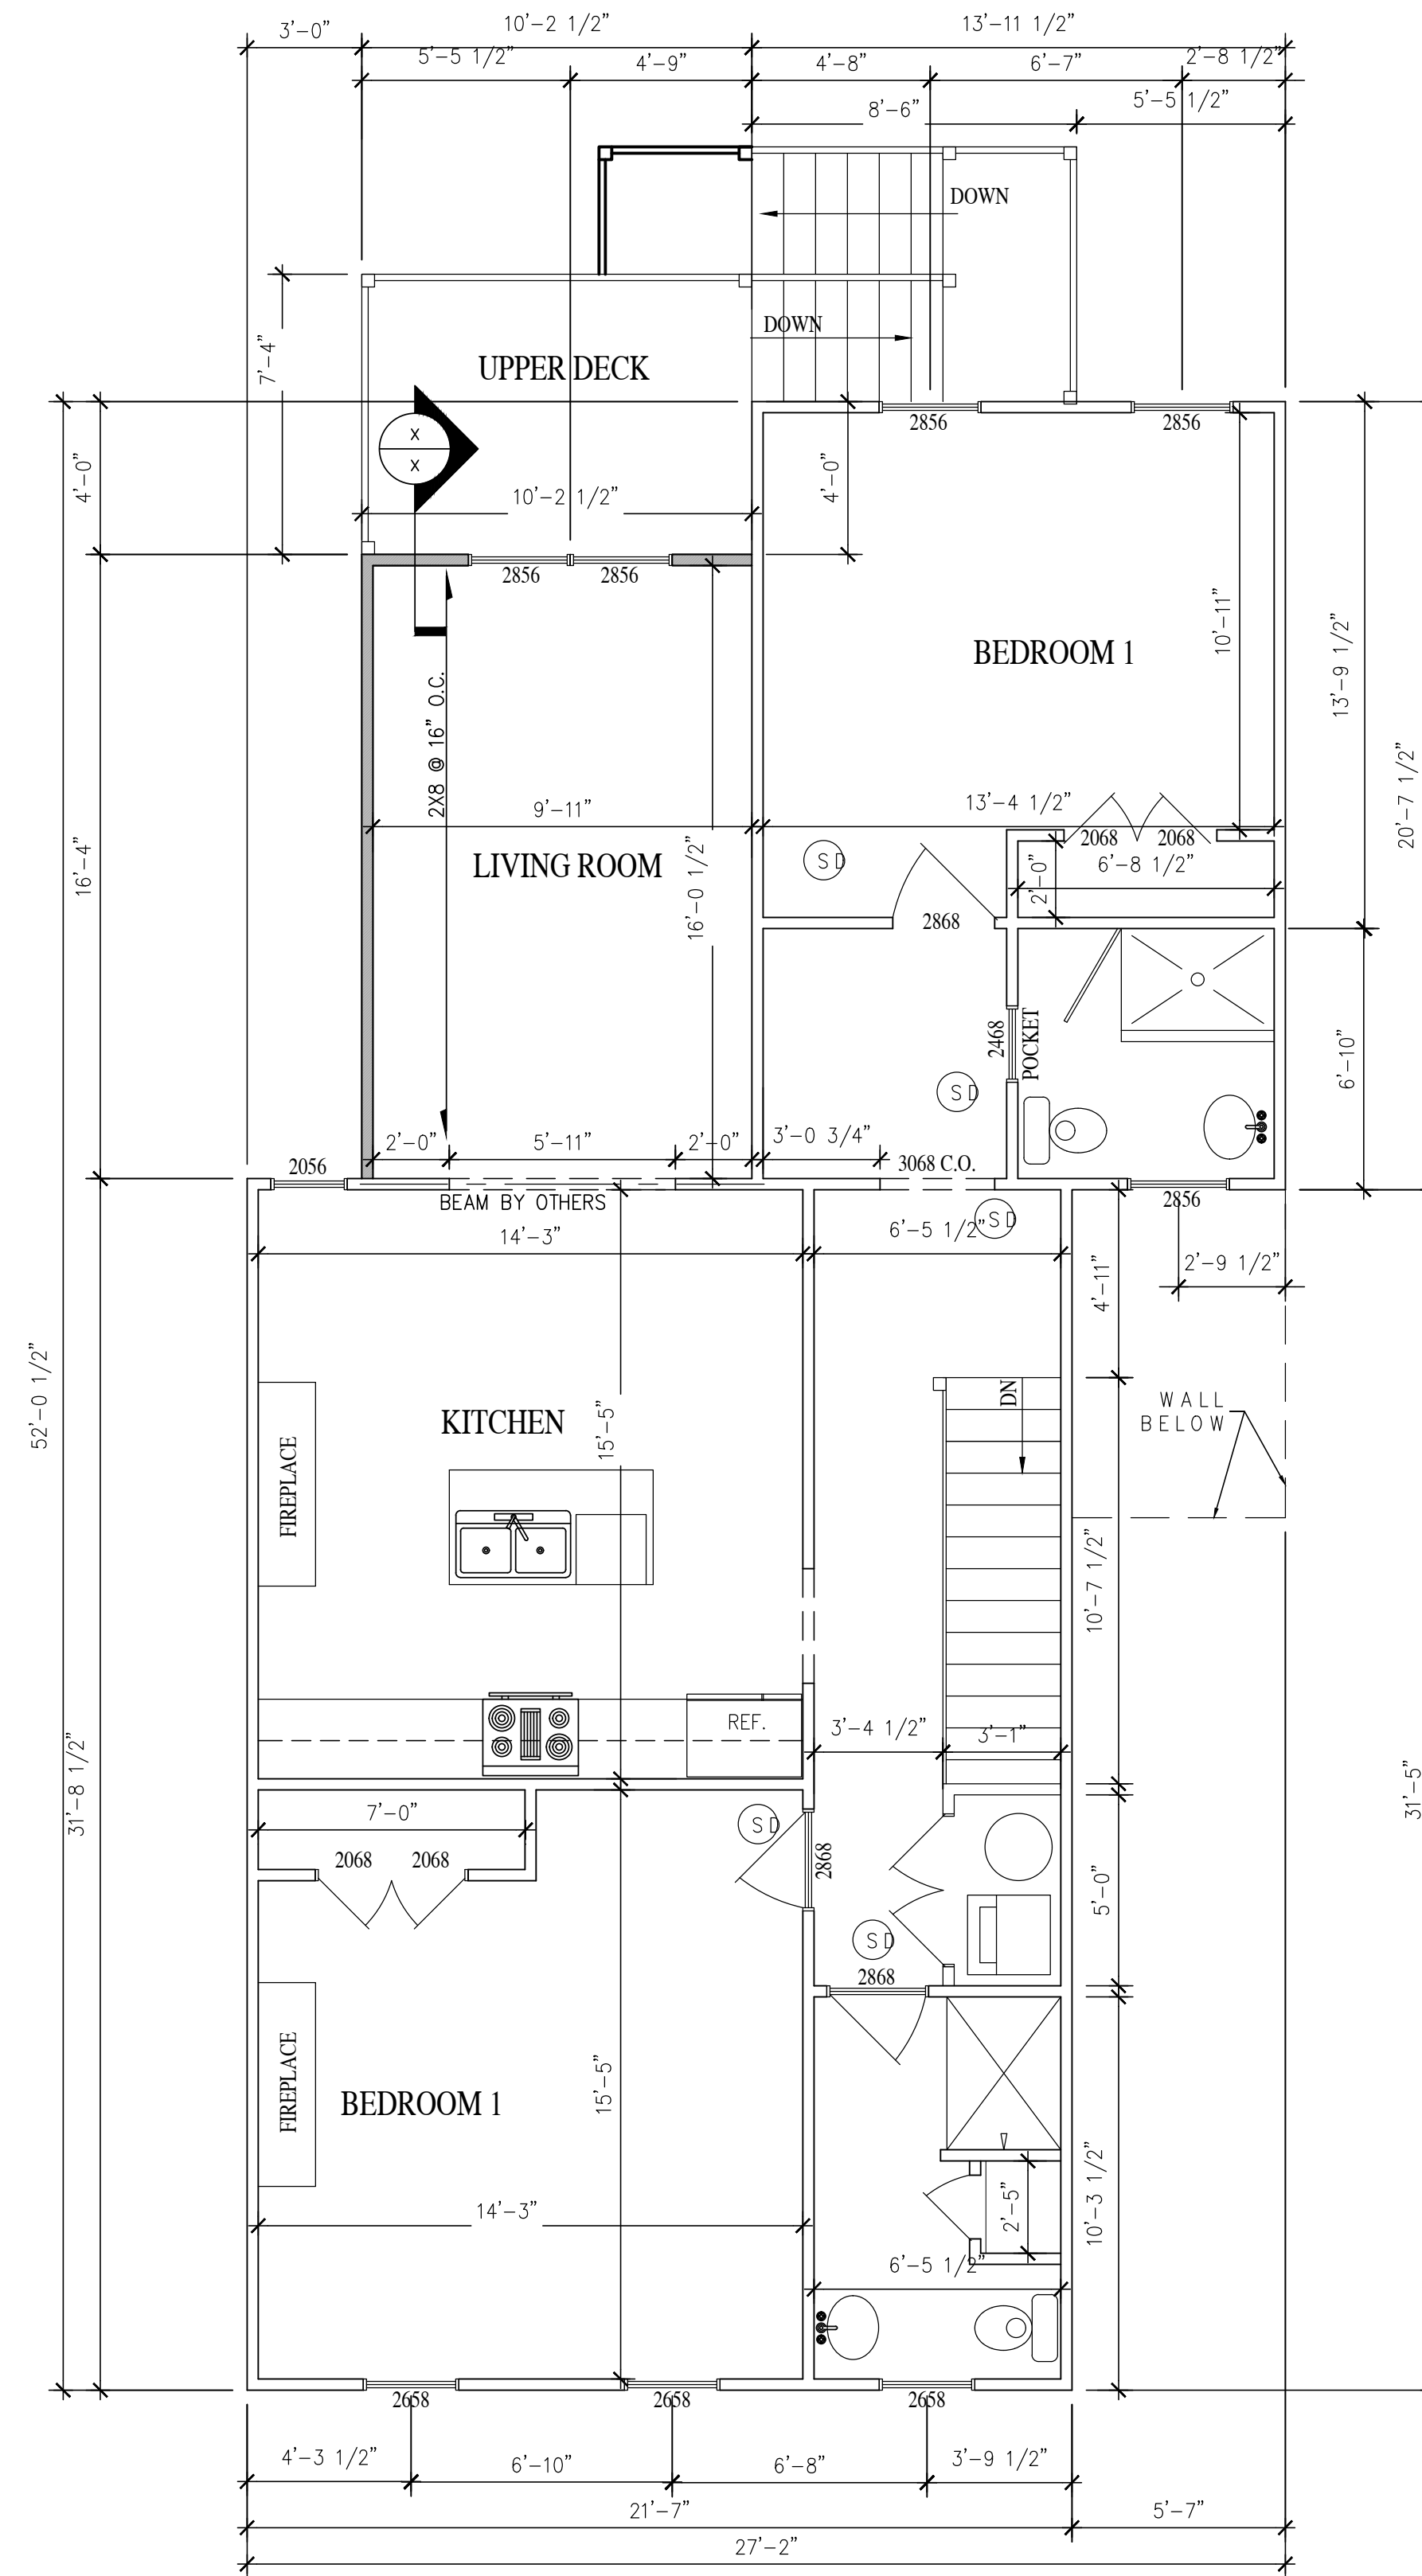 3'-0"
10'-2 1/2"
13'-11 1/2"
5'-5 1/2"
4'-9"
4'-8"
6'-7"
2'-8 1/2"
8'-6"
5'-5 1/2"
DOWN
DOWN
7'-4"
UPPER DECK
2856
2856
X
X
4'-0"
4'-0"
10'-2 1/2"
2856
2856
10'-11"
13'-9 1/2"
BEDROOM 1
2X8 @ 16" O.C.
20'-7 1/2"
9'-11"
13'-4 1/2"
2068
2068
16'-4"
LIVING ROOM
16'-0 1/2"
SD
2'-0"
6'-8 1/2"
2868
2468
POCKET
6'-10"
SD
2'-0"
5'-11"
2'-0"
3'-0 3/4"
2056
3068 C.O.
BEAM BY OTHERS
2856
14'-3"
6'-5 1/2"
SD
4'-11"
2'-9 1/2"
52'-0 1/2"
DN
WALL
BELOW
KITCHEN
15'-5"
FIREPLACE
10'-7 1/2"
31'-8 1/2"
REF.
3'-4 1/2"
3'-1"
31'-5"
7'-0"
SD
2068
2068
2868
5'-0"
SD
2868
FIREPLACE
BEDROOM 1
15'-5"
2'-5"
10'-3 1/2"
14'-3"
6'-5 1/2"
2658
2658
2658
4'-3 1/2"
6'-10"
6'-8"
3'-9 1/2"
21'-7"
5'-7"
27'-2"